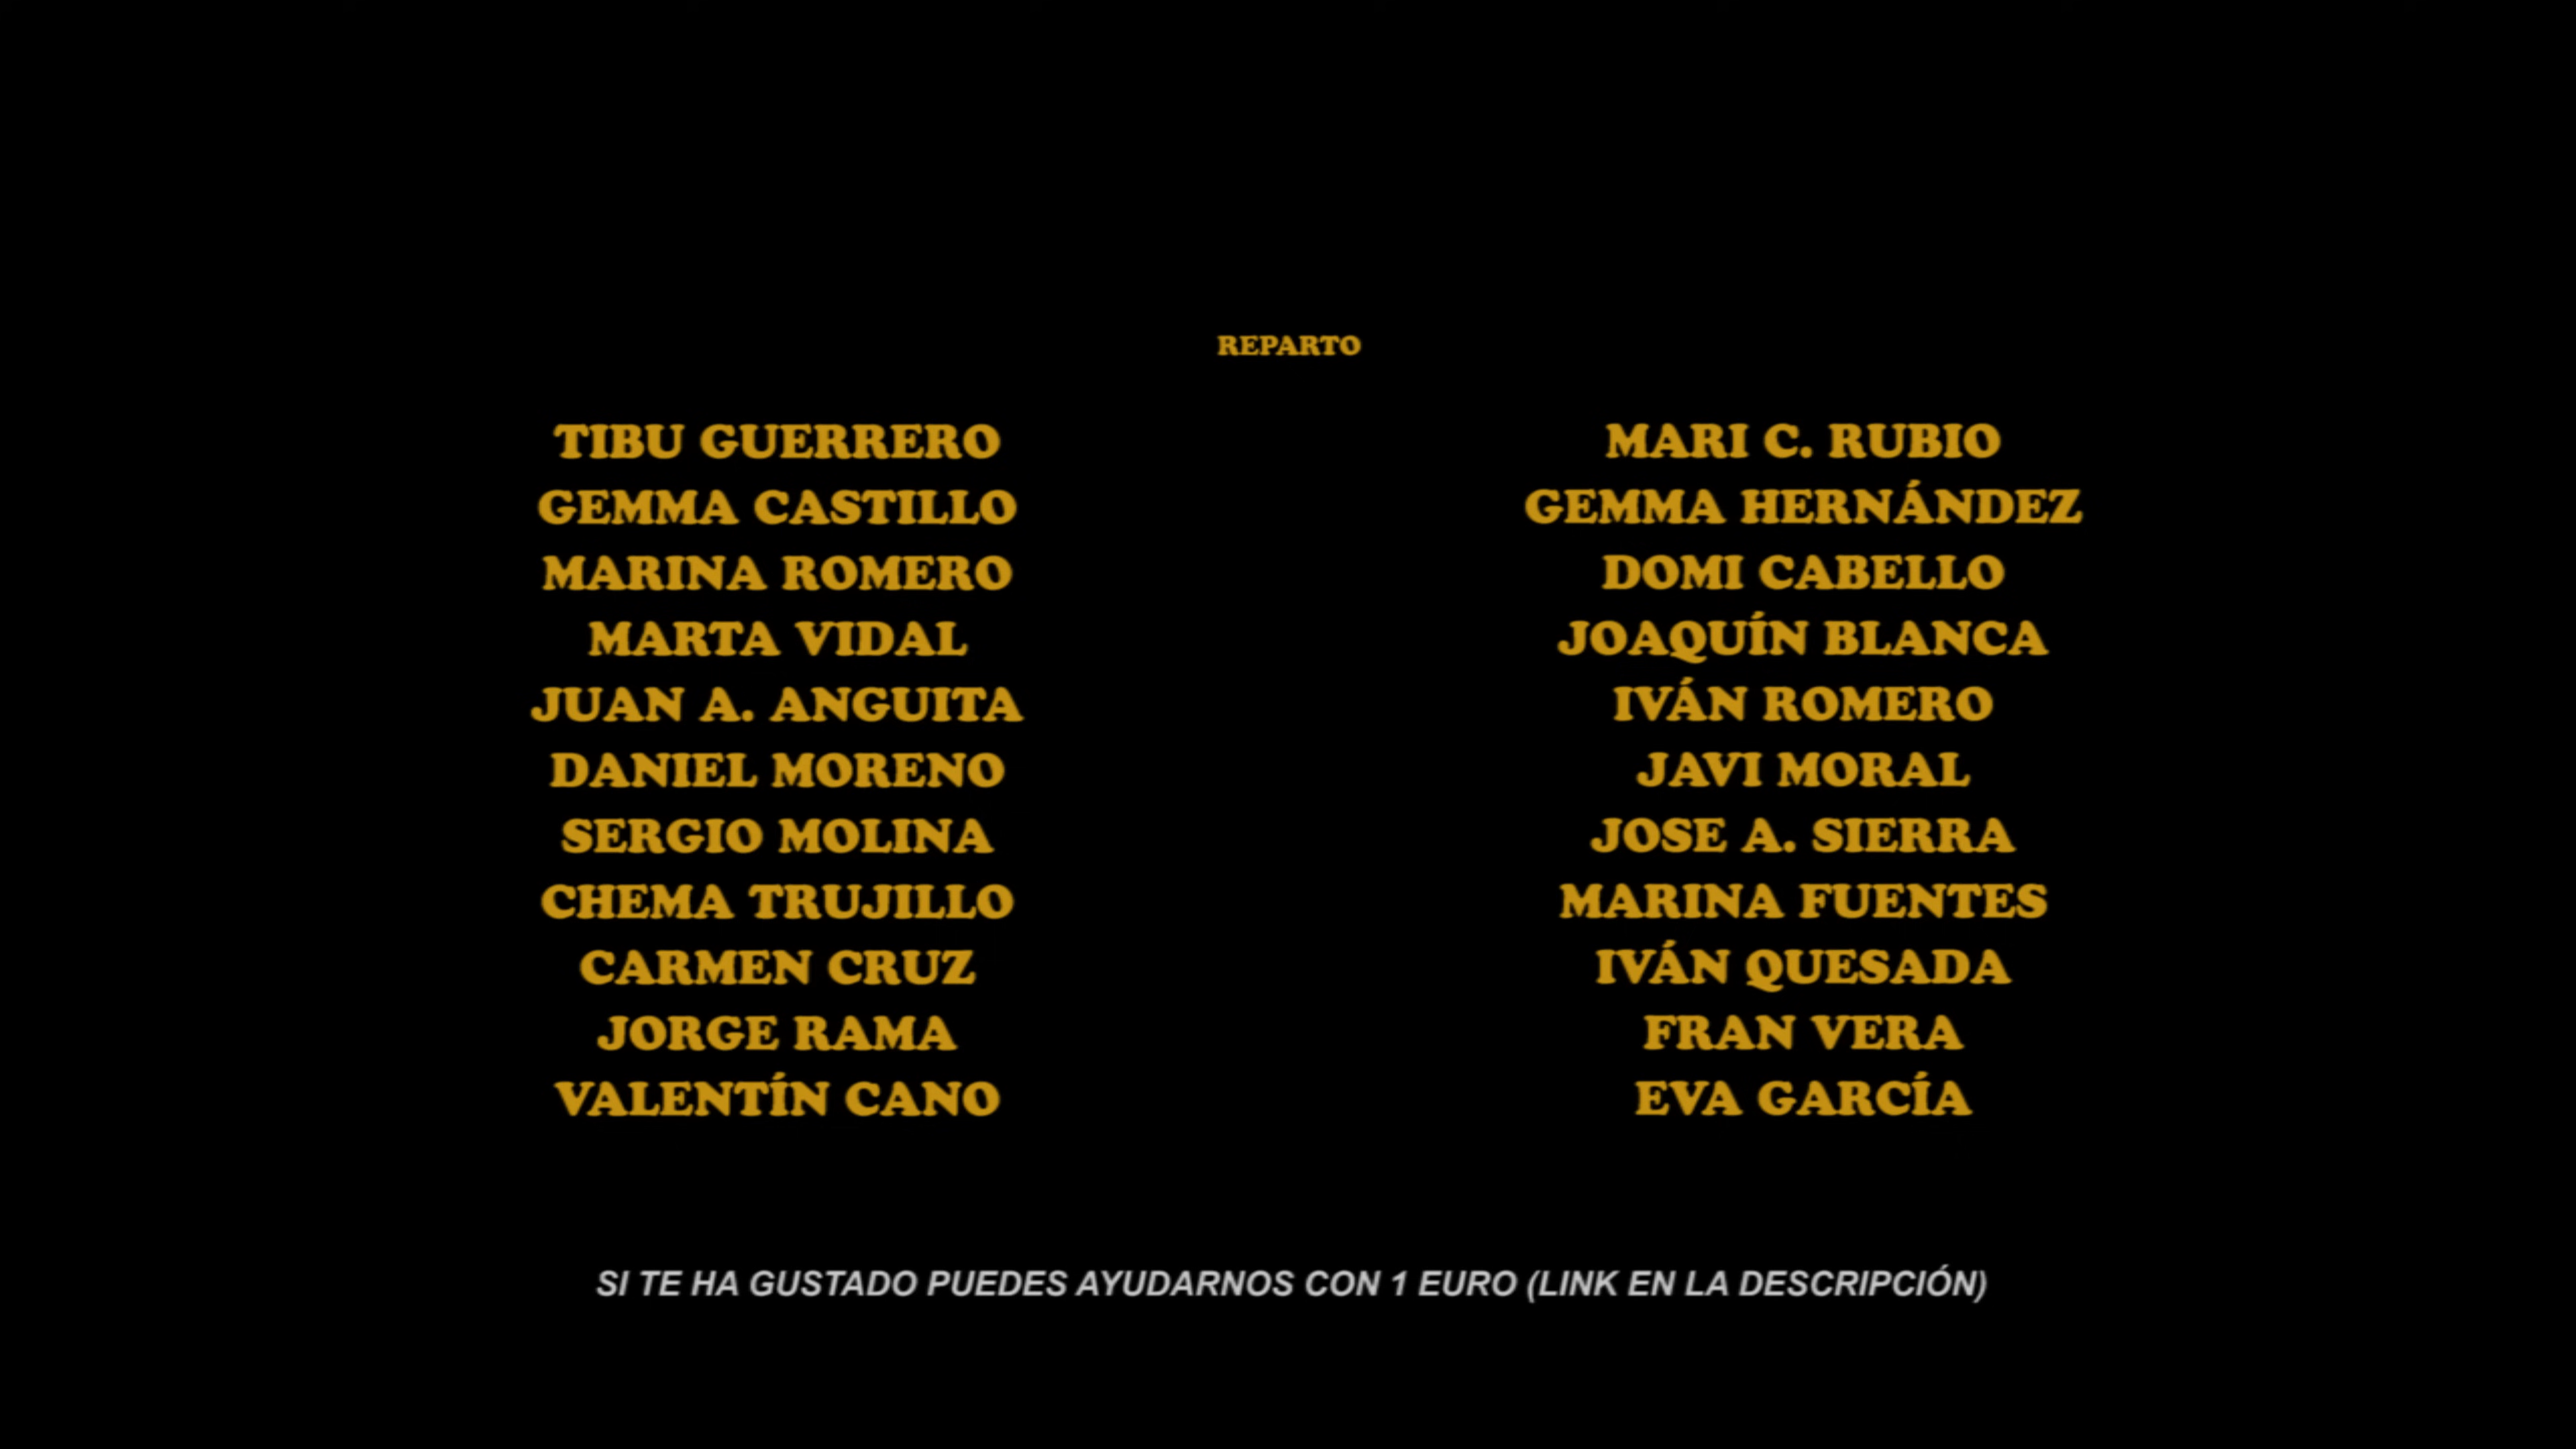 REPARTO
TIBU GUERRERO
GEMMA CASTILLO
MARINA ROMERO
MARTA VIDAL
JUAN A. ANGUITA
DANIEL MORENO
SERGIO MOLINA
CHEMA TRUJILLO
CARMEN CRUZ
JORGE RAMA
VALENTÍN CANO
MARI C. RUBIO
GEMMA HERNÁNDEZ
DOMI CABELLO
JOAQUÍN BLANCA
IVÁN ROMERO
JAVI MORAL
JOSE A. SIERRA
MARINA FUENTES
IVÁN QUESADA
FRAN VERA
EVA GARCÍA
SI TE HA GUSTADO PUEDES AYUDARNOS CON 1 EURO (LINK EN LA DESCRIPCIÓN)